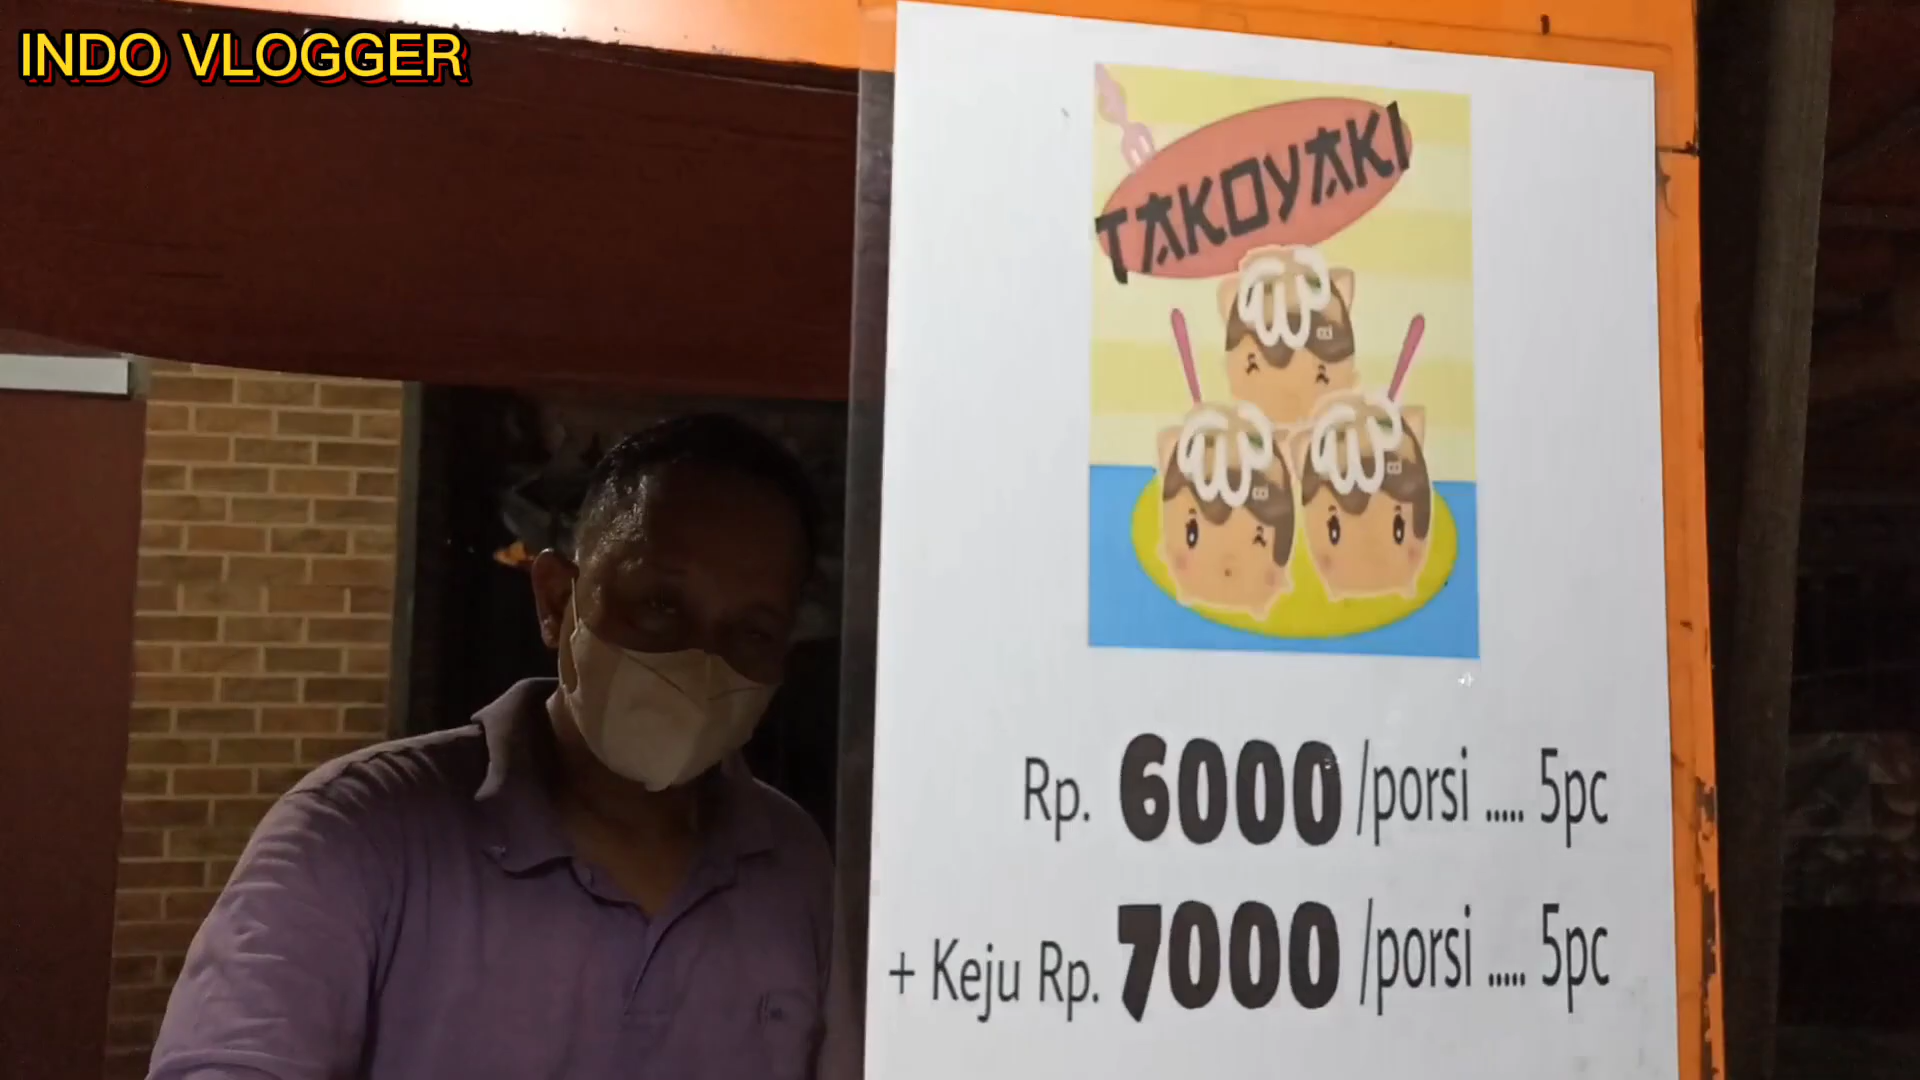 INDO VLOGGER
TAKOYAKI
Rp. 6000 /porsi ..... 5pc
+ Keju Rp. 7000 /porsi ..... 5pc